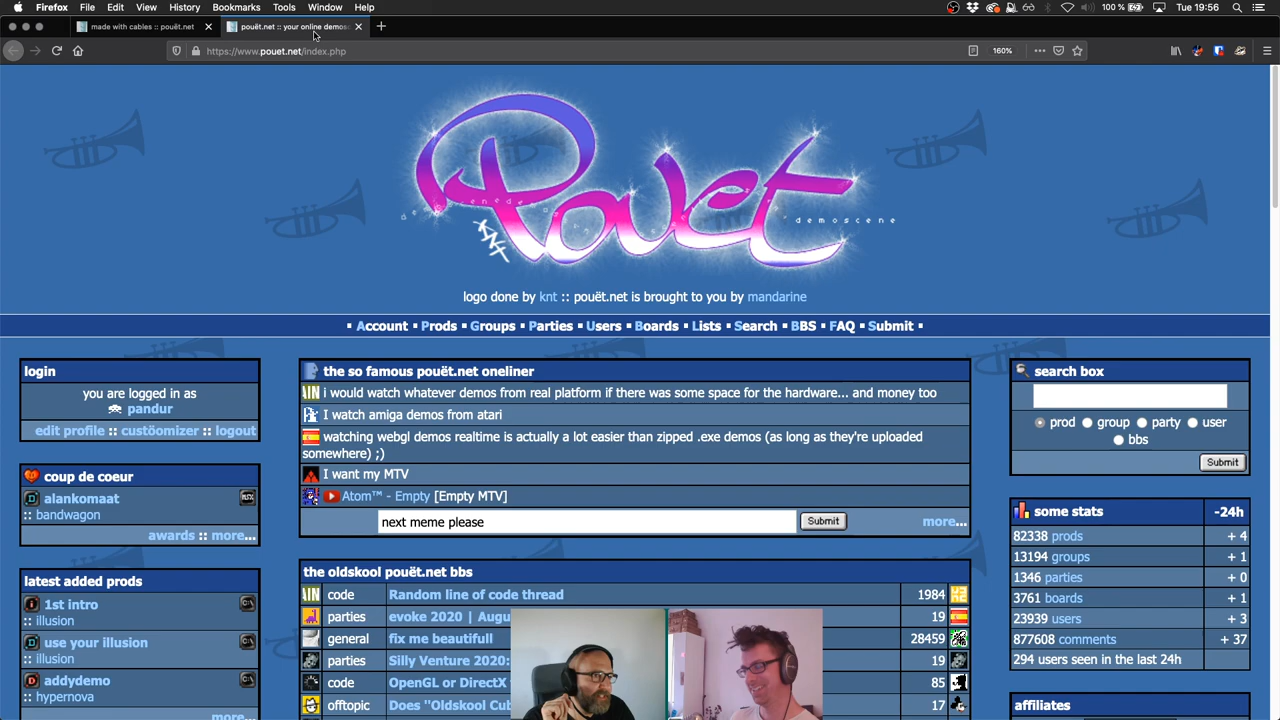 Firefox File Edit View History Bookmarks Tools Window Help 100 % Tue 19:56
made with cables :: pouët.net pouët.net :: your online demos
https://www.pouet.net/index.php 160%
Pouët
KNT
demoscene
logo done by knt :: pouët.net is brought to you by mandarine
Account Prods Groups Parties Users Boards Lists Search BBS FAQ Submit
login
you are logged in as
pandur
edit profile :: custöomizer :: logout
coup de coeur
alankomaat
:: bandwagon
awards :: more...
latest added prods
1st intro
:: illusion
use your illusion
:: illusion
addydemo
:: hypernova
more...
the so famous pouët.net oneliner
i would watch whatever demos from real platform if there was some space for the hardware... and money too
I watch amiga demos from atari
watching webgl demos realtime is actually a lot easier than zipped .exe demos (as long as they're uploaded
somewhere) ;)
I want my MTV
Atom™ - Empty [Empty MTV]
next meme please Submit more...
the oldskool pouët.net bbs
code Random line of code thread 1984
parties evoke 2020 | Augu 19
general fix me beautifull 28459
parties Silly Venture 2020: 19
code OpenGL or DirectX 85
offtopic Does "Oldskool Cub 17
search box
prod group party user
bbs
Submit
some stats -24h
82338 prods + 4
13194 groups + 1
1346 parties + 0
3761 boards + 1
23939 users + 3
877608 comments + 37
294 users seen in the last 24h
affiliates